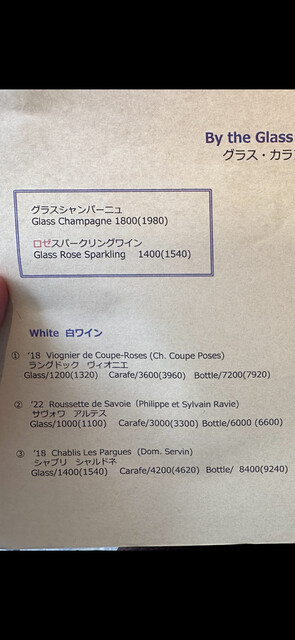 By the Glass
グラス・カラ
グラスシャンパーニュ
Glass Champagne 1800(1980)
ロゼスパークリングワイン
Glass Rose Sparkling 1400(1540)
White 白ワイン
① '18 Viognier de Coupe-Roses (Ch. Coupe Poses)
ラングドック ヴィオニエ
Glass/1200(1320) Carafe/3600(3960) Bottle/7200(7920)
② '22 Roussette de Savoie (Philippe et Sylvain Ravie)
サヴォワ アルテス
Glass/1000(1100) Carafe/3000(3300) Bottle/6000 (6600)
③ '18 Chablis Les Pargues (Dom. Servin)
シャブリ シャルドネ
Glass/1400(1540) Carafe/4200(4620) Bottle/ 8400(9240)